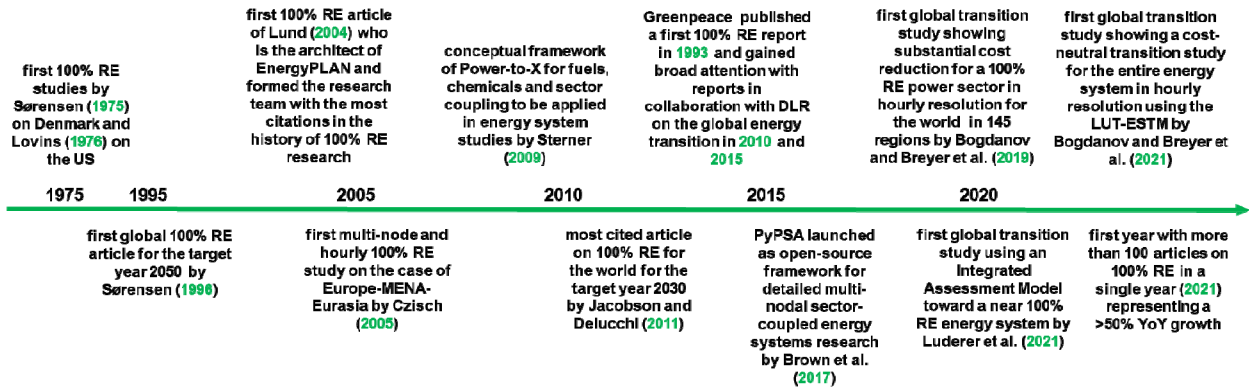 first 100% RE
studies by
Sørensen (1975)
on Denmark and
Lovins (1976) on
the US
first 100% RE article
of Lund (2004) who
is the architect of
EnergyPLAN and
formed the research
team with the most
citations in the
history of 100% RE
research
conceptual framework
of Power-to-X for fuels,
chemicals and sector
coupling to be applied
in energy system
studies by Sterner
(2009)
Greenpeace published
a first 100% RE report
in 1993 and gained
broad attention with
reports in
collaboration with DLR
on the global energy
transition in 2010 and
2015
first global transition
study showing
substantial cost
reduction for a 100%
RE power sector in
hourly resolution for
the world in 145
regions by Bogdanov
and Breyer et al. (2019)
first global transition
study showing a cost-
neutral transition study
for the entire energy
system in hourly
resolution using the
LUT-ESTM by
Bogdanov and Breyer et
al. (2021)
1975 1995 2005 2010 2015 2020
first global 100% RE
article for the target
year 2050 by
Sørensen (1996)
first multi-node and
hourly 100% RE
study on the case of
Europe-MENA-
Eurasia by Czisch
(2005)
most cited article
on 100% RE for
the world for the
target year 2030
by Jacobson and
Delucchi (2011)
PyPSA launched
as open-source
framework for
detailed multi-
nodal sector-
coupled energy
systems research
by Brown et al.
(2017)
first global transition
study using an
Integrated
Assessment Model
toward a near 100%
RE energy system by
Luderer et al. (2021)
first year with more
than 100 articles on
100% RE in a
single year (2021)
representing a
>50% YoY growth